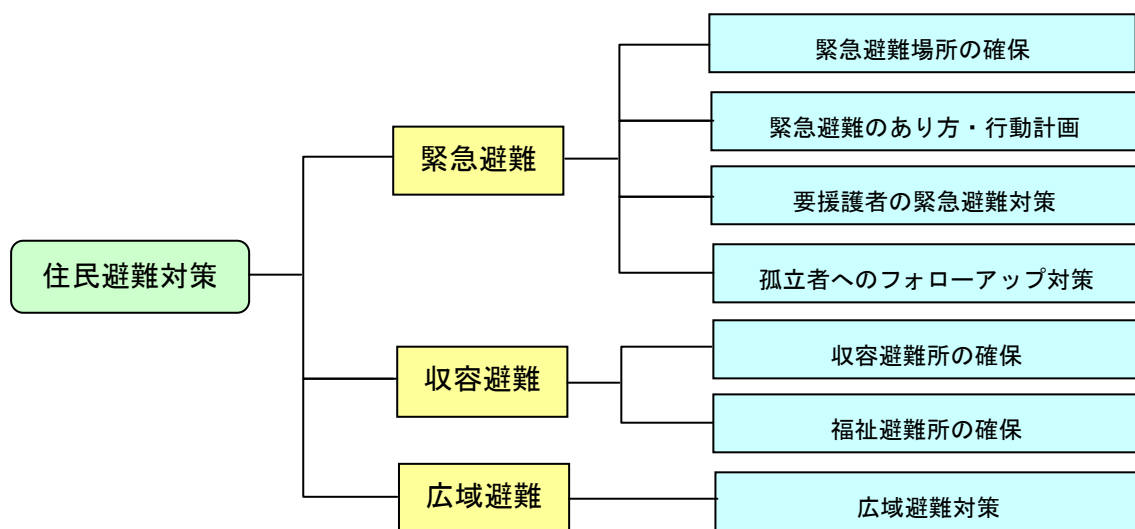 住民避難対策
緊急避難
緊急避難場所の確保
緊急避難のあり方・行動計画
要援護者の緊急避難対策
孤立者へのフォローアップ対策
収容避難
収容避難所の確保
福祉避難所の確保
広域避難
広域避難対策